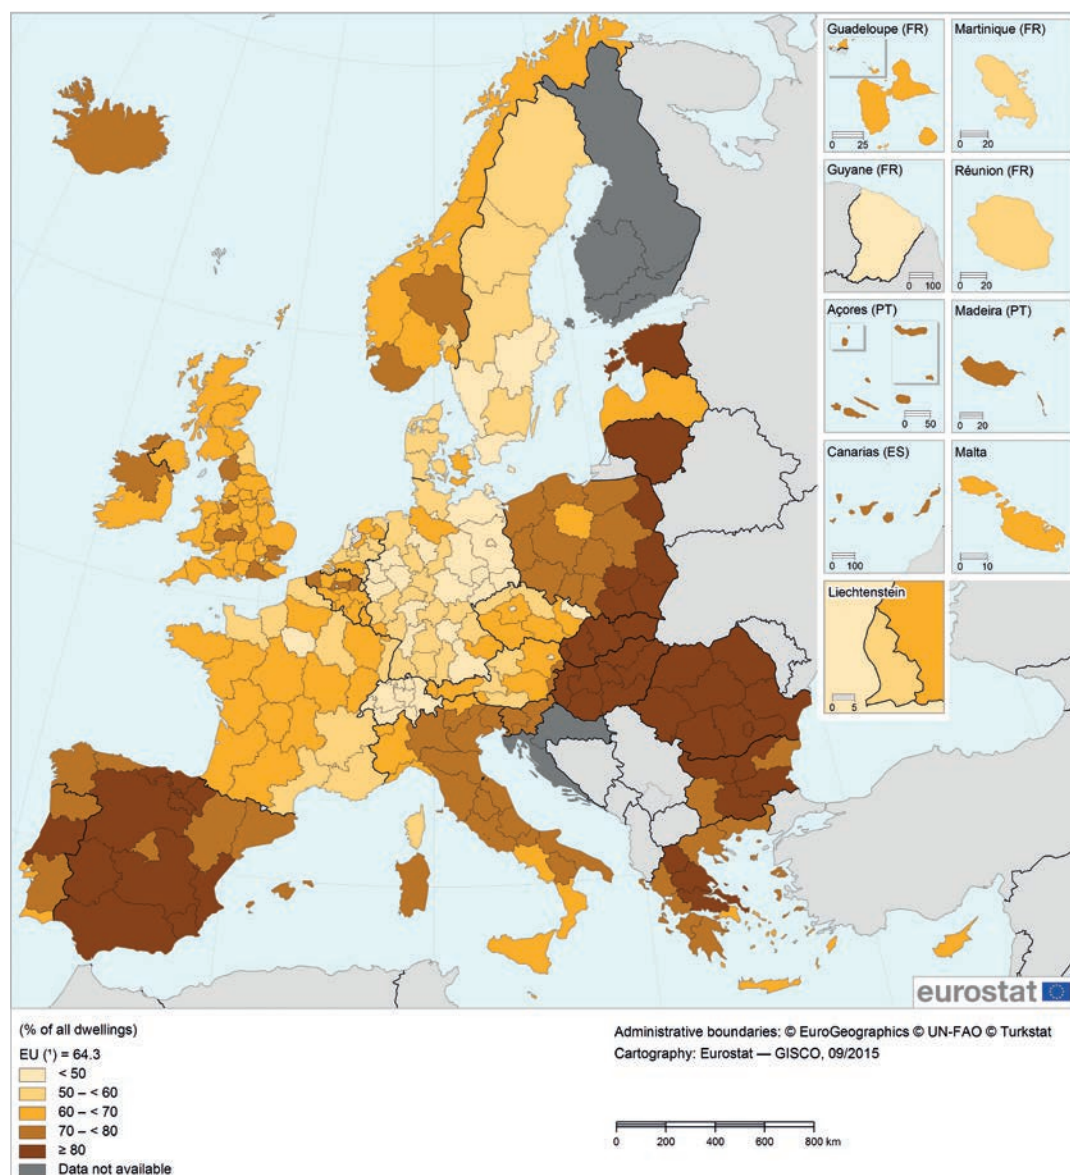 Guadeloupe (FR)
0 25
Martinique (FR)
0 20
Guyane (FR)
0 100
Réunion (FR)
0 20
Açores (PT)
0 50
Madeira (PT)
0 20
Canarias (ES)
0 100
Malta
0 10
Liechtenstein
0 5
eurostat
(% of all dwellings)
EU (¹) = 64.3
< 50
50 – < 60
60 – < 70
70 – < 80
≥ 80
Data not available
Administrative boundaries: © EuroGeographics © UN-FAO © Turkstat
Cartography: Eurostat — GISCO, 09/2015
0 200 400 600 800 km